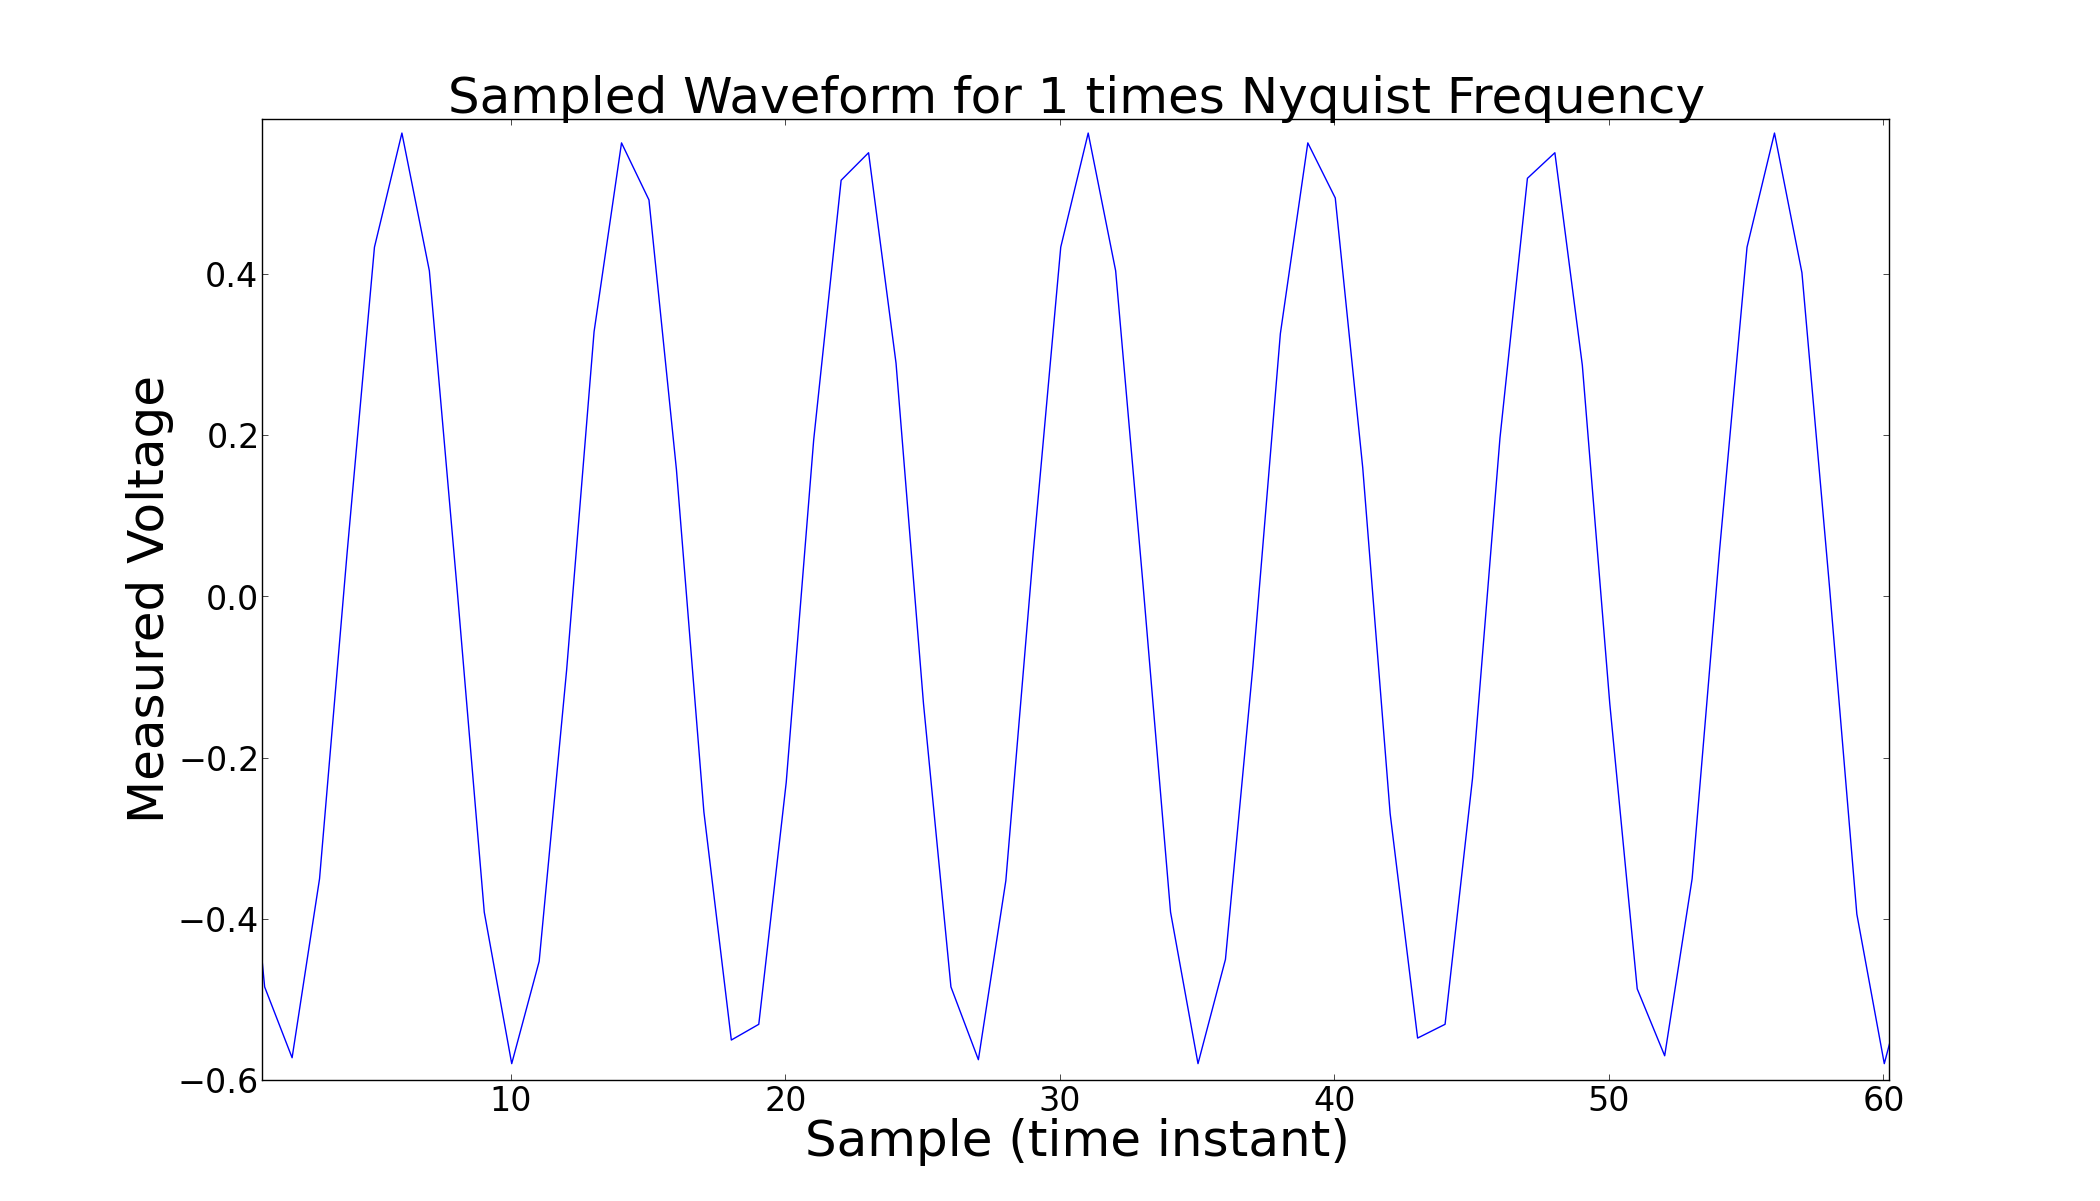 Sampled Waveform for 1 times Nyquist Frequency
Measured Voltage
0.4
0.2
0.0
−0.2
−0.4
−0.6
10 20 30 40 50 60
Sample (time instant)